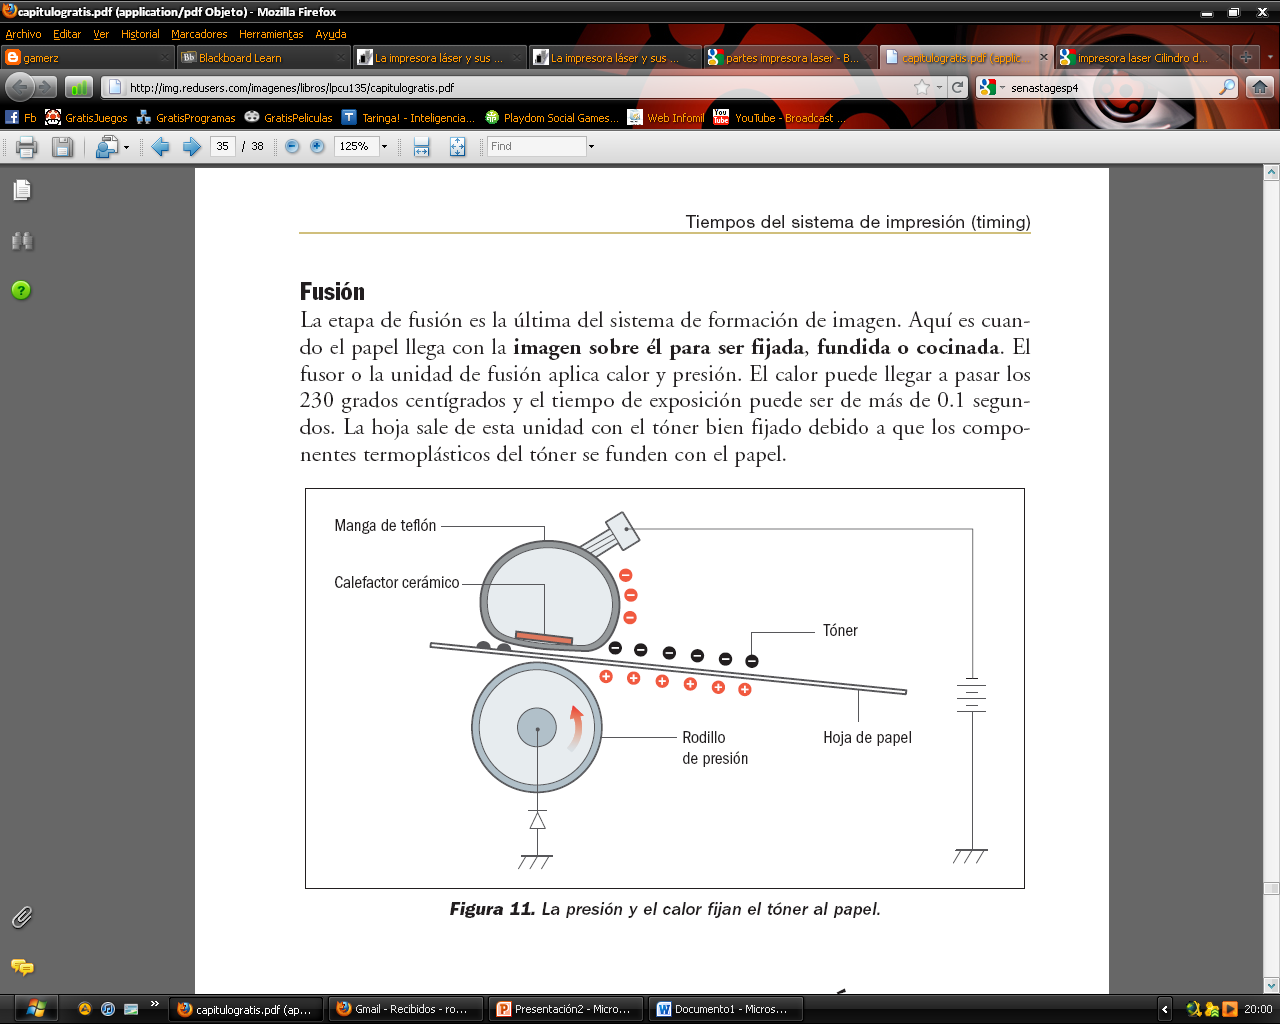 capitulogratis.pdf (application/pdf Objeto) - Mozilla Firefox
Archivo Editar Ver Historial Marcadores Herramientas Ayuda
gamerz
Blackboard Learn
La impresora láser y sus ...
La impresora láser y sus ...
partes impresora laser - B...
capitulogratis.pdf (applic...
impresora laser Cilindro d...
http://img.redusers.com/imagenes/libros/lpcu135/capitulogratis.pdf
senastagesp4
Fb GratisJuegos GratisProgramas GratisPeliculas Taringa! - Inteligencia... Playdom Social Games... Web Infomil YouTube - Broadcast ...
35 / 38 125% Find
Tiempos del sistema de impresión (timing)
Fusión
La etapa de fusión es la última del sistema de formación de imagen. Aquí es cuan-
do el papel llega con la imagen sobre él para ser fijada, fundida o cocinada. El
fusor o la unidad de fusión aplica calor y presión. El calor puede llegar a pasar los
230 grados centígrados y el tiempo de exposición puede ser de más de 0.1 segun-
dos. La hoja sale de esta unidad con el tóner bien fijado debido a que los compo-
nentes termoplásticos del tóner se funden con el papel.
Manga de teflón
Calefactor cerámico
Tóner
Rodillo
de presión
Hoja de papel
Figura 11. La presión y el calor fijan el tóner al papel.
capitulogratis.pdf (ap...
Gmail - Recibidos - ro...
Presentación2 - Micro...
Documento1 - Micros...
20:00